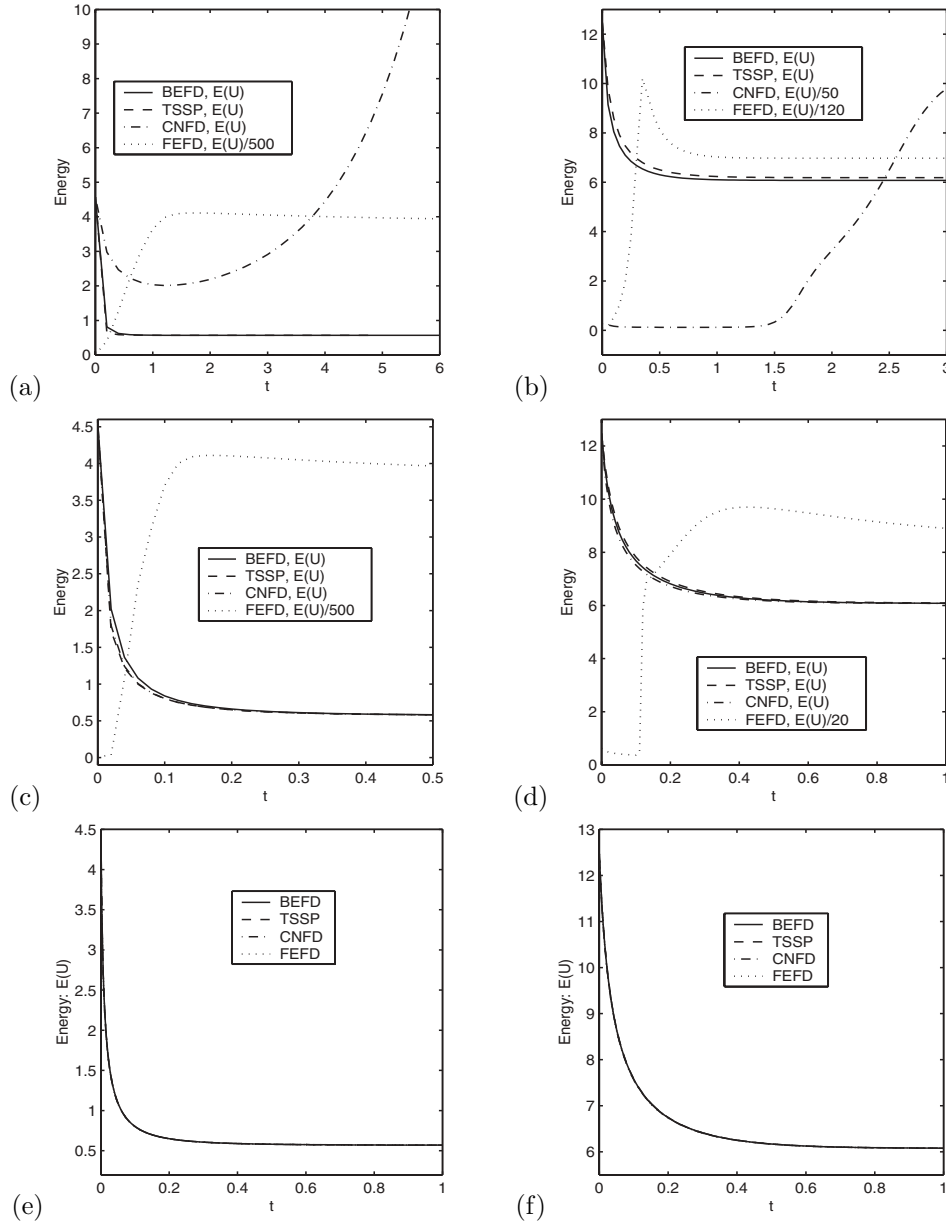 10
9
8
7
6
5
4
3
2
1
0
Energy
BEFD, E(U)
TSSP, E(U)
CNFD, E(U)
FEFD, E(U)/500
0 1 2 3 4 5 6
t
(a)
12
10
8
6
4
2
0
Energy
BEFD, E(U)
TSSP, E(U)
CNFD, E(U)/50
FEFD, E(U)/120
0 0.5 1 1.5 2 2.5 3
t
(b)
4.5
4
3.5
3
2.5
2
1.5
1
0.5
0
Energy
BEFD, E(U)
TSSP, E(U)
CNFD, E(U)
FEFD, E(U)/500
0 0.1 0.2 0.3 0.4 0.5
t
(c)
12
10
8
6
4
2
0
Energy
BEFD, E(U)
TSSP, E(U)
CNFD, E(U)
FEFD, E(U)/20
0 0.2 0.4 0.6 0.8 1
t
(d)
4.5
4
3.5
3
2.5
2
1.5
1
0.5
Energy: E(U)
BEFD
TSSP
CNFD
FEFD
0 0.2 0.4 0.6 0.8 1
t
(e)
13
12
11
10
9
8
7
6
Energy: E(U)
BEFD
TSSP
CNFD
FEFD
0 0.2 0.4 0.6 0.8 1
t
(f)